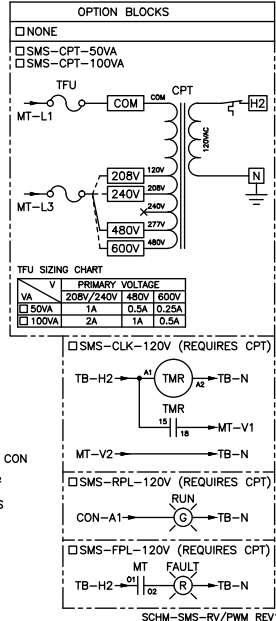 OPTION BLOCKS
□ NONE
□ SMS-CPT-50VA
□ SMS-CPT-100VA
TFU
CPT
MT-L1
COM
COM
H2
120VAC
208V
120V
240V
208V
240V
MT-L3
N
480V
277V
600V
480V
TFU SIZING CHART
V PRIMARY VOLTAGE
VA 208V/240V 480V 600V
□ 50VA 1A 0.5A 0.25A
□ 100VA 2A 1A 0.5A
□ SMS-CLK-120V (REQUIRES CPT)
TB-H2 A1 TMR A2 TB-N
TMR
15 18 MT-V1
MT-V2 TB-N
CON
□ SMS-RPL-120V (REQUIRES CPT)
RUN
CON-A1 G TB-N
□ SMS-FPL-120V (REQUIRES CPT)
MT FAULT
TB-H2 01 02 R TB-N
SCHM-SMS-RV/PWM REV